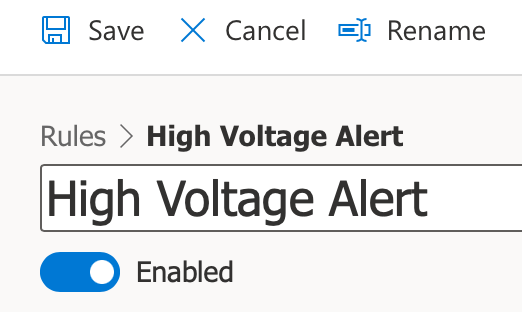 Save Cancel Rename
Rules > High Voltage Alert
High Voltage Alert
Enabled